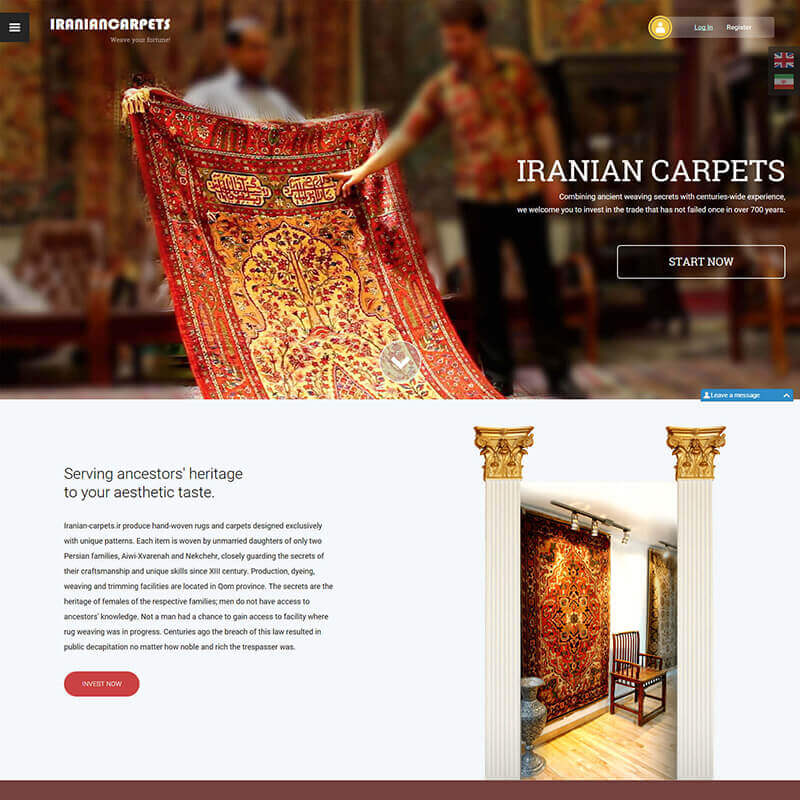 IRANIANCARPETS
Weave your fortune!
Log In
Register
IRANIAN CARPETS
Combining ancient weaving secrets with centuries-wide experience,
we welcome you to invest in the trade that has not failed once in over 700 years.
START NOW
Leave a message
Serving ancestors' heritage
to your aesthetic taste.
Iranian-carpets.ir produce hand-woven rugs and carpets designed exclusively
with unique patterns. Each item is woven by unmarried daughters of only two
Persian families, Aiwi-Xvarenah and Nekchehr, closely guarding the secrets of
their craftsmanship and unique skills since XIII century. Production, dyeing,
weaving and trimming facilities are located in Qom province. The secrets are the
heritage of females of the respective families; men do not have access to
ancestors' knowledge. Not a man had a chance to gain access to facility where
rug weaving was in progress. Centuries ago the breach of this law resulted in
public decapitation no matter how noble and rich the trespasser was.
INVEST NOW